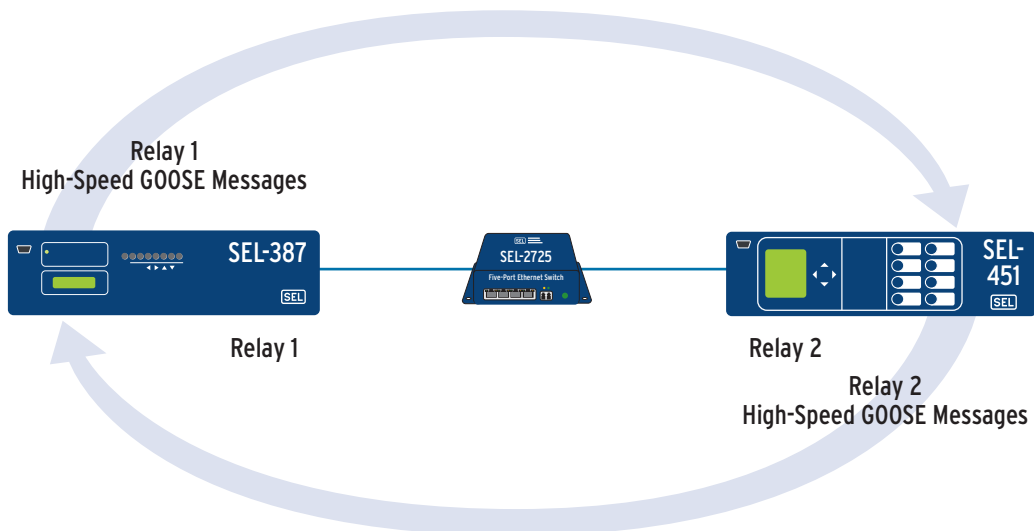 Relay 1
High-Speed GOOSE Messages
SEL-387
SEL
Relay 1
SEL
SEL-2725
Five-Port Ethernet Switch
SEL-
451
SEL
Relay 2
Relay 2
High-Speed GOOSE Messages